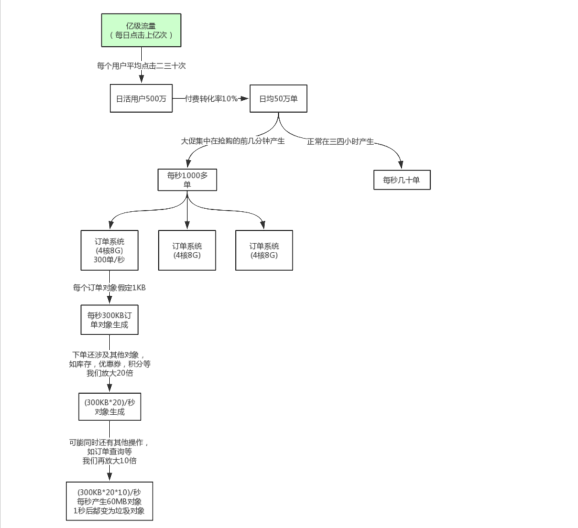 亿级流量
（每日点击上亿次）
每个用户平均点击二三十次
日活用户500万
付费转化率10%
日均50万单
大促集中在抢购的前几分钟产生
正常在三四小时产生
每秒1000多
单
每秒几十单
订单系统
(4核8G)
300单/秒
订单系统
(4核8G)
订单系统
(4核8G)
每个订单对象假定1KB
每秒300KB订
单对象生成
下单还涉及其他对象，
如库存，优惠券，积分等
我们放大20倍
(300KB*20)/秒
对象生成
可能同时还有其他操作，
如订单查询等
我们再放大10倍
(300KB*20*10)/秒
每秒产生60MB对象
1秒后都变为垃圾对象